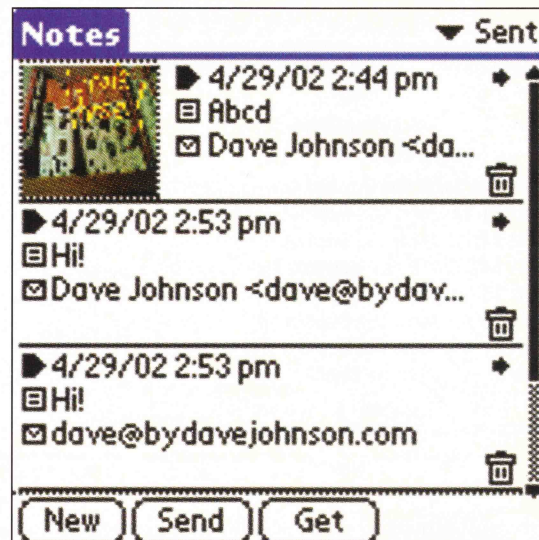 Notes
Sent
4/29/02 2:44 pm
Abcd
Dave Johnson <da...
4/29/02 2:53 pm
Hi!
Dave Johnson <dave@bydav...
4/29/02 2:53 pm
Hi!
dave@bydavejohnson.com
New Send Get